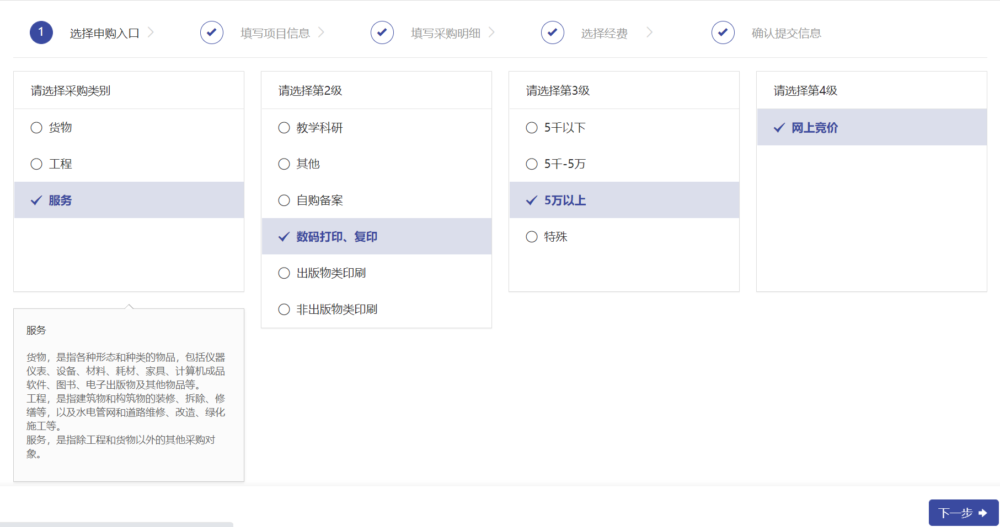 1 选择申购入口
填写项目信息
填写采购明细
选择经费
确认提交信息
请选择采购类别
货物
工程
服务
请选择第2级
教学科研
其他
自购备案
数码打印、复印
出版物类印刷
非出版物类印刷
请选择第3级
5千以下
5千-5万
5万以上
特殊
请选择第4级
网上竞价
服务
货物，是指各种形态和种类的物品，包括仪器
仪表、设备、材料、耗材、家具、计算机成品
软件、图书、电子出版物及其他物品等。
工程，是指建筑物和构筑物的装修、拆除、修
缮等，以及水电管网和道路维修、改造、绿化
施工等。
服务，是指除工程和货物以外的其他采购对
象。
下一步